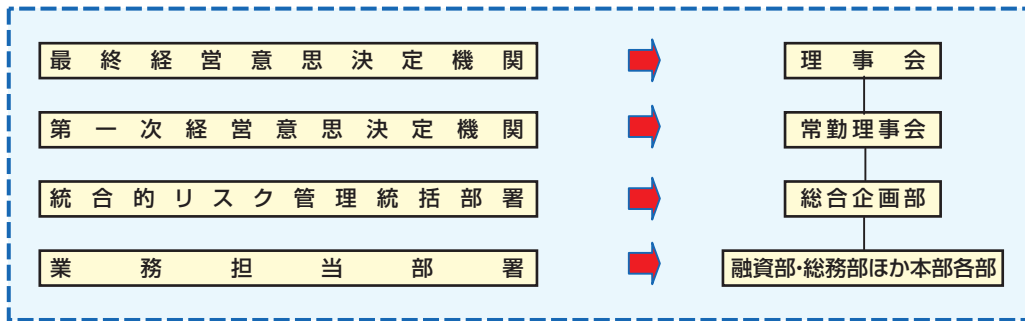 最終経営意思決定機関 理事会
第一次経営意思決定機関 常勤理事会
統合的リスク管理統括部署 総合企画部
業務担当部署 融資部・総務部ほか本部各部